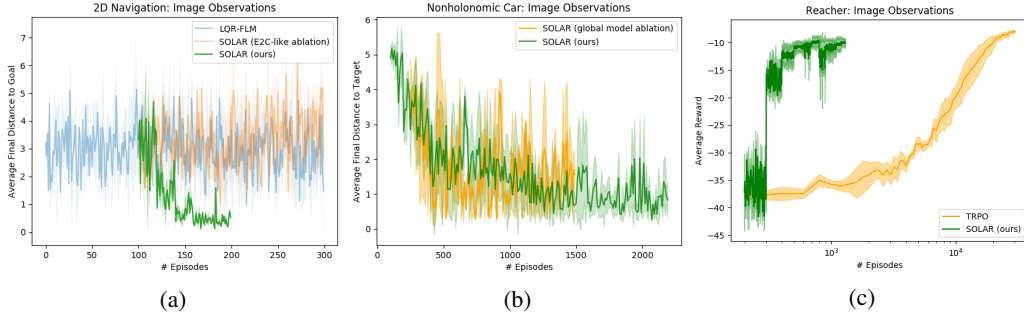 2D Navigation: Image Observations
LQR-FLM
SOLAR (E2C-like ablation)
SOLAR (ours)
Average Final Distance to Goal
7
6
5
4
3
2
1
0
0 50 100 150 200 250 300
# Episodes
(a)
Nonholonomic Car: Image Observations
SOLAR (global model ablation)
SOLAR (ours)
Average Final Distance to Target
6
5
4
3
2
1
0
0 500 1000 1500 2000
# Episodes
(b)
Reacher: Image Observations
Average Reward
−10
−15
−20
−25
−30
−35
−40
−45
TRPO
SOLAR (ours)
10³ 10⁴
# Episodes
(c)